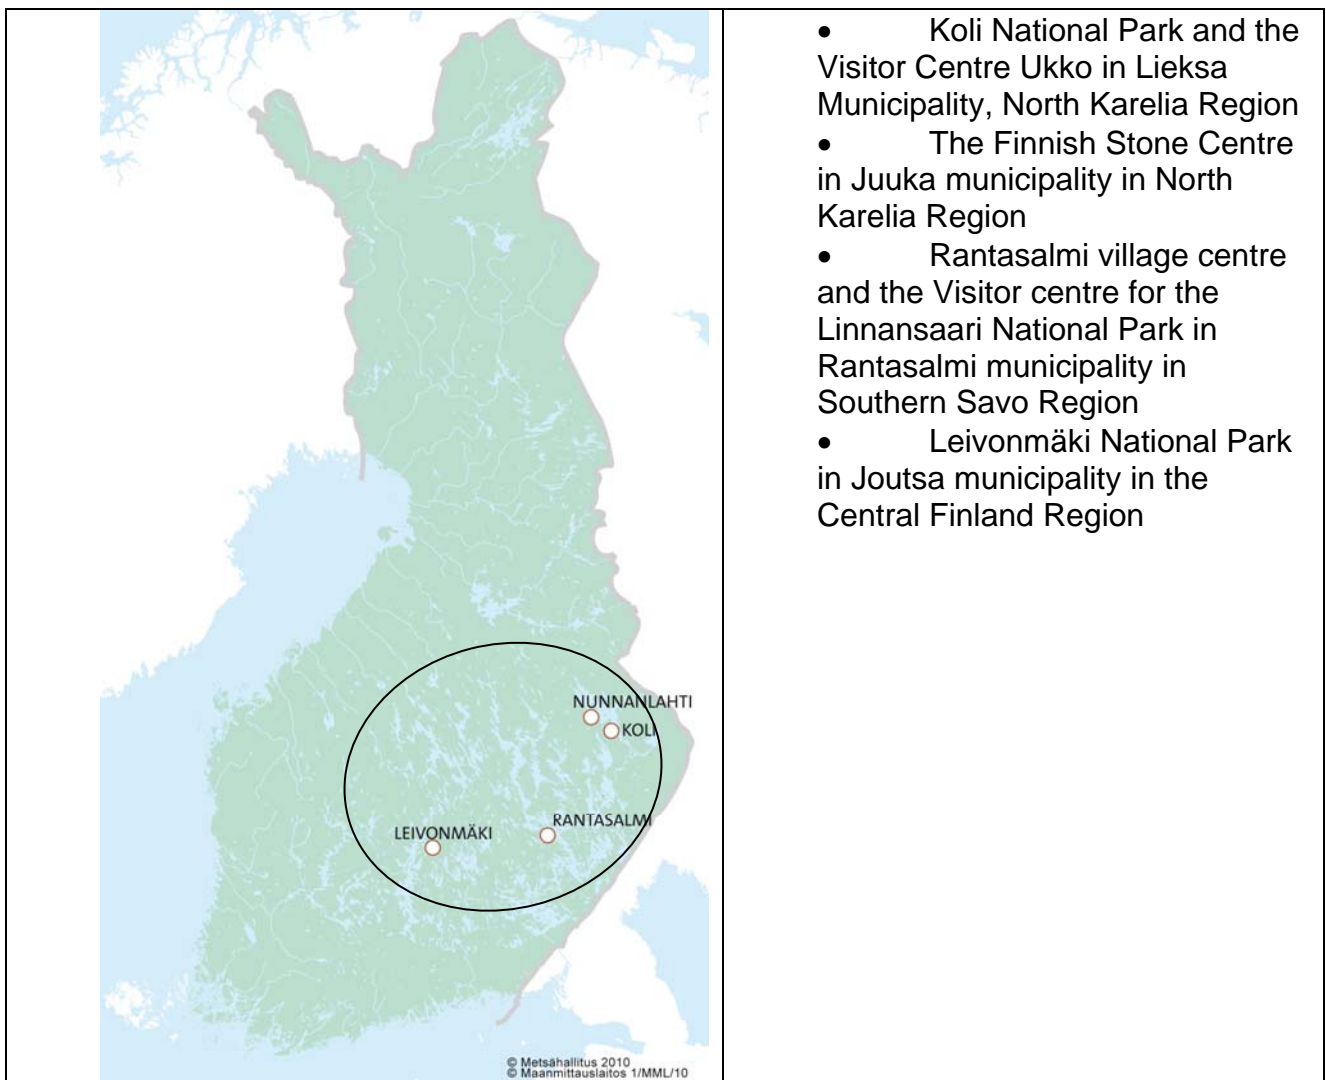 NUNNANLAHTI
KOLI
RANTASALMI
LEIVONMÄKI
© Metsähallitus 2010
© Maanmittauslaitos 1/MML/10
• Koli National Park and the
Visitor Centre Ukko in Lieksa
Municipality, North Karelia Region
• The Finnish Stone Centre
in Juuka municipality in North
Karelia Region
• Rantasalmi village centre
and the Visitor centre for the
Linnansaari National Park in
Rantasalmi municipality in
Southern Savo Region
• Leivonmäki National Park
in Joutsa municipality in the
Central Finland Region